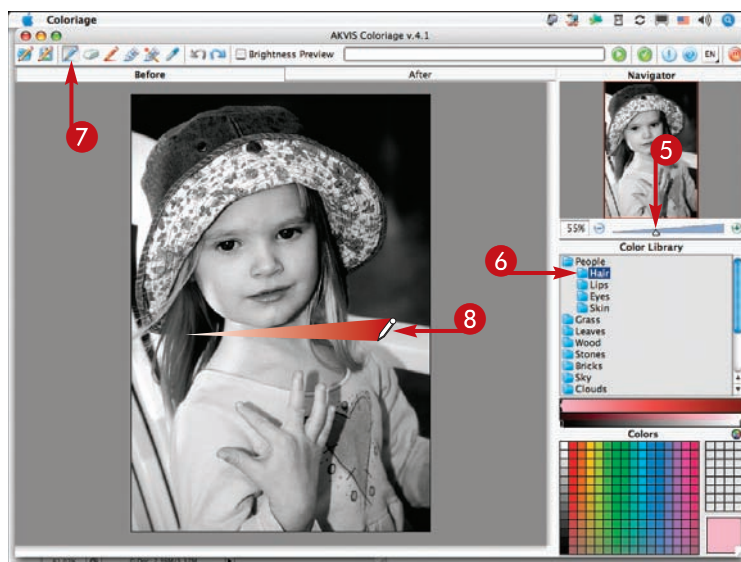 Coloriage
AKVIS Coloriage v.4.1
Brightness Preview
EN
Before
After
Navigator
7
5
55%
Color Library
6
People
Hair
Lips
Eyes
Skin
Grass
Leaves
Wood
Stones
Bricks
Sky
Clouds
8
Colors